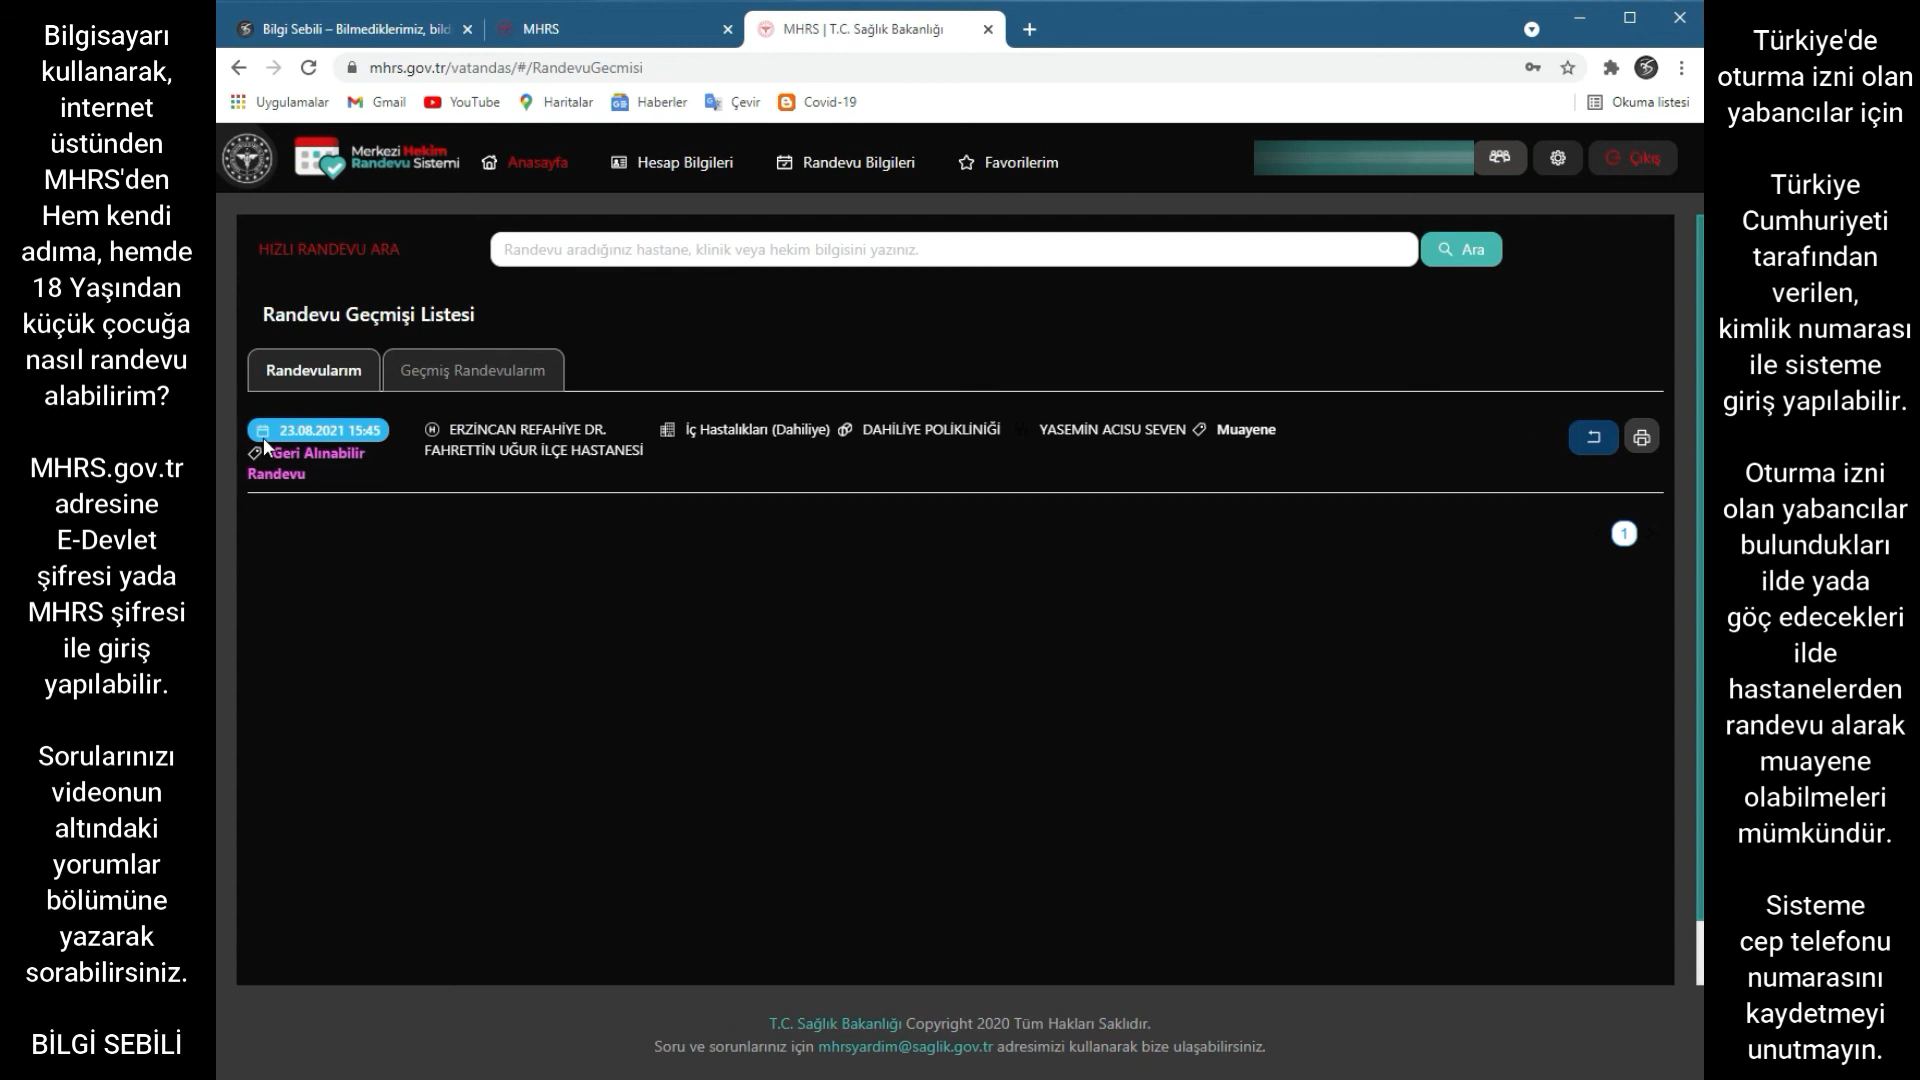 Bilgisayarı
kullanarak,
internet
üstünden
MHRS'den
Hem kendi
adıma, hemde
18 Yaşından
küçük çocuğa
nasıl randevu
alabilirim?
MHRS.gov.tr
adresine
E-Devlet
şifresi yada
MHRS şifresi
ile giriş
yapılabilir.
Sorularınızı
videonun
altındaki
yorumlar
bölümüne
yazarak
sorabilirsiniz.
BİLGİ SEBİLİ
Bilgi Sebili – Bilmediklerimiz, bild
MHRS
MHRS | T.C. Sağlık Bakanlığı
mhrs.gov.tr/vatandas/#/RandevuGecmisi
Uygulamalar Gmail YouTube Haritalar Haberler Çevir Covid-19 Okuma listesi
Merkezi Hekim
Randevu Sistemi
Anasayfa Hesap Bilgileri Randevu Bilgileri Favorilerim Çıkış
HIZLI RANDEVU ARA
Randevu aradığınız hastane, klinik veya hekim bilgisini yazınız.
Ara
Randevu Geçmişi Listesi
Randevularım Geçmiş Randevularım
23.08.2021 15:45
Geri Alınabilir
Randevu
ERZİNCAN REFAHİYE DR.
FAHRETTİN UĞUR İLÇE HASTANESİ
İç Hastalıkları (Dahiliye) DAHİLİYE POLİKLİNİĞİ YASEMİN ACISU SEVEN Muayene
1
T.C. Sağlık Bakanlığı Copyright 2020 Tüm Hakları Saklıdır.
Soru ve sorunlarınız için mhrsyardim@saglik.gov.tr adresimizi kullanarak bize ulaşabilirsiniz.
Türkiye'de
oturma izni olan
yabancılar için
Türkiye
Cumhuriyeti
tarafından
verilen,
kimlik numarası
ile sisteme
giriş yapılabilir.
Oturma izni
olan yabancılar
bulundukları
ilde yada
göç edecekleri
ilde
hastanelerden
randevu alarak
muayene
olabilmeleri
mümkündür.
Sisteme
cep telefonu
numarasını
kaydetmeyi
unutmayın.